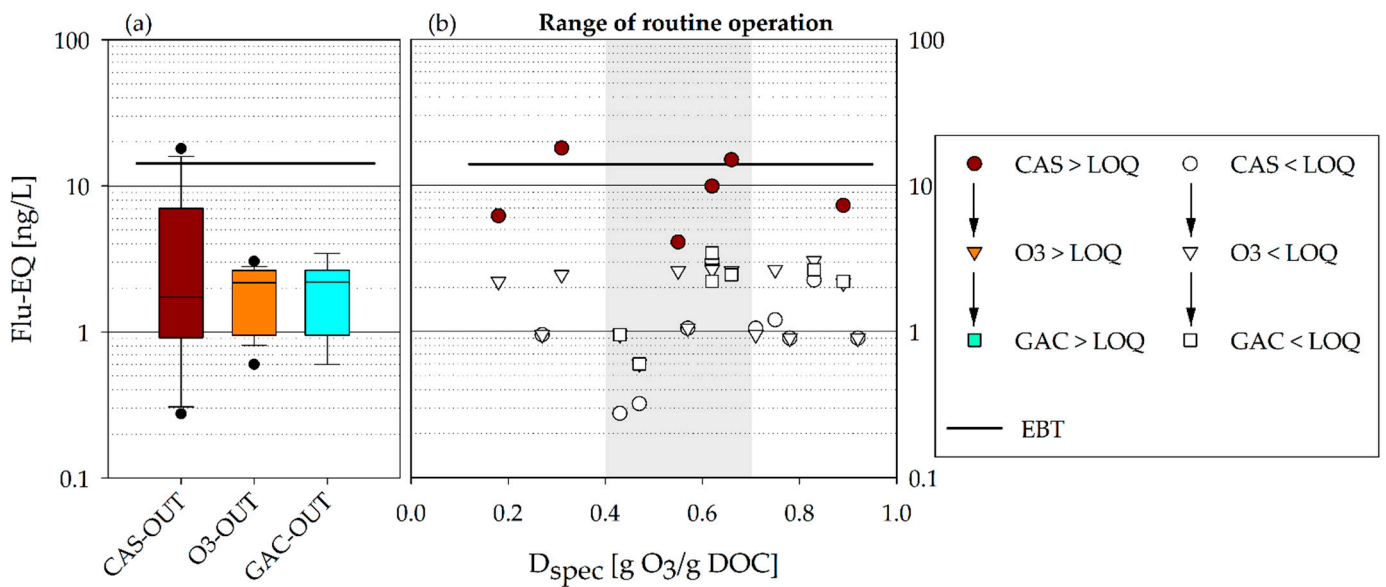 (a)
(b)
Range of routine operation
100
10
1
0.1
Flu-EQ [ng/L]
CAS-OUT
O3-OUT
GAC-OUT
100
10
1
0.1
0.0 0.2 0.4 0.6 0.8 1.0
Dspec [g O3/g DOC]
CAS > LOQ
CAS < LOQ
O3 > LOQ
O3 < LOQ
GAC > LOQ
GAC < LOQ
EBT